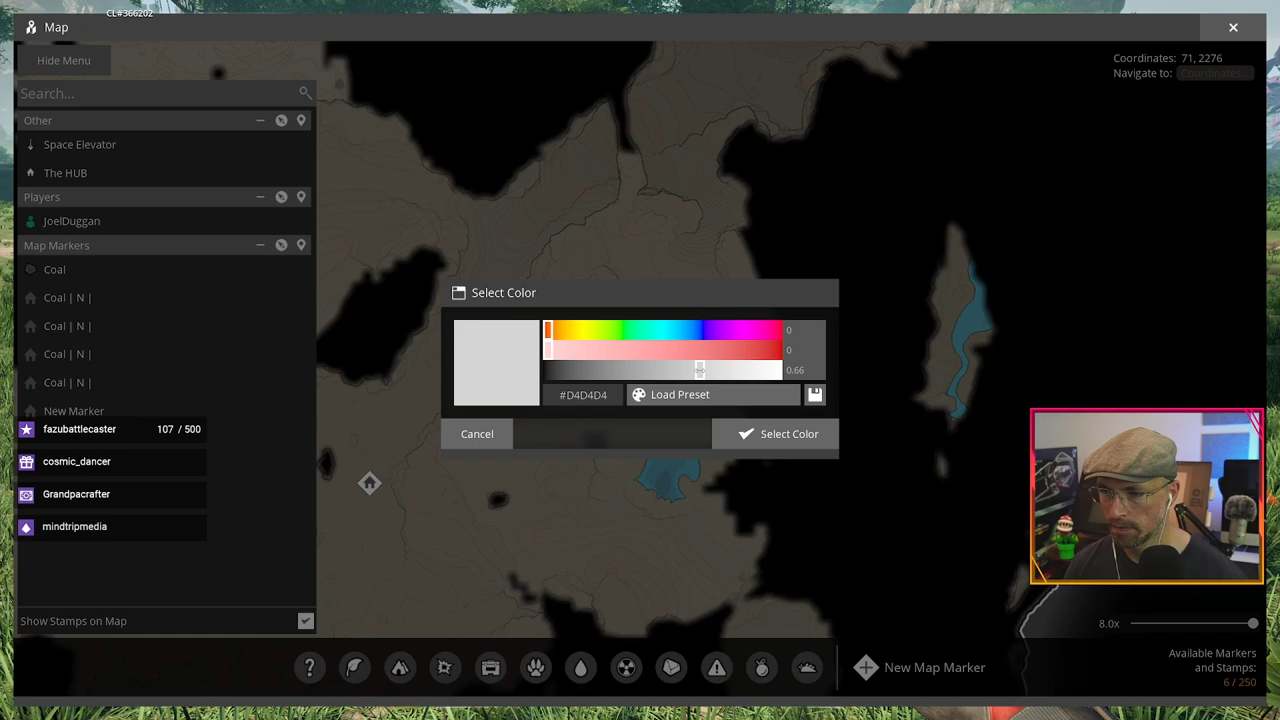 CL#366202
Map
Hide Menu
Coordinates: 71, 2276
Navigate to: Coordinates...
Search...
Other
Space Elevator
The HUB
Players
JoelDuggan
Map Markers
Coal
Coal | N |
Coal | N |
Coal | N |
Coal | N |
New Marker
fazubattlecaster 107 / 500
cosmic_dancer
Grandpacrafter
mindtripmedia
Show Stamps on Map
Select Color
0
0
0.66
#D4D4D4
Load Preset
Cancel
Select Color
8.0x
New Map Marker
Available Markers
and Stamps:
6 / 250